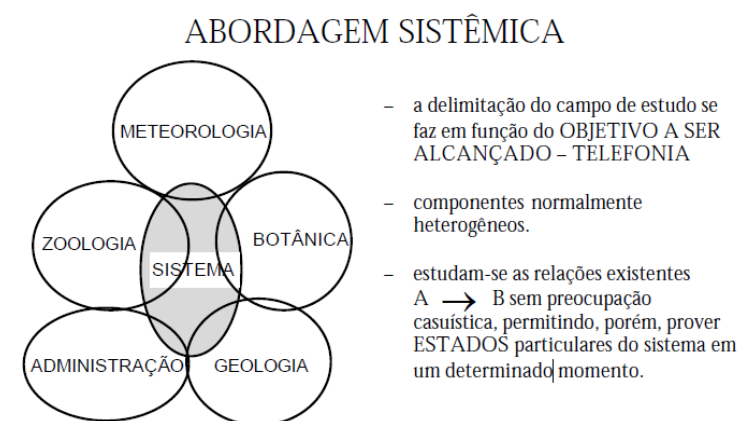 ABORDAGEM SISTÊMICA
METEOROLOGIA
ZOOLOGIA
BOTÂNICA
SISTEMA
ADMINISTRAÇÃO
GEOLOGIA
– a delimitação do campo de estudo se
faz em função do OBJETIVO A SER
ALCANÇADO – TELEFONIA
– componentes normalmente
heterogêneos.
– estudam-se as relações existentes
A → B sem preocupação
casuística, permitindo, porém, prover
ESTADOS particulares do sistema em
um determinado momento.